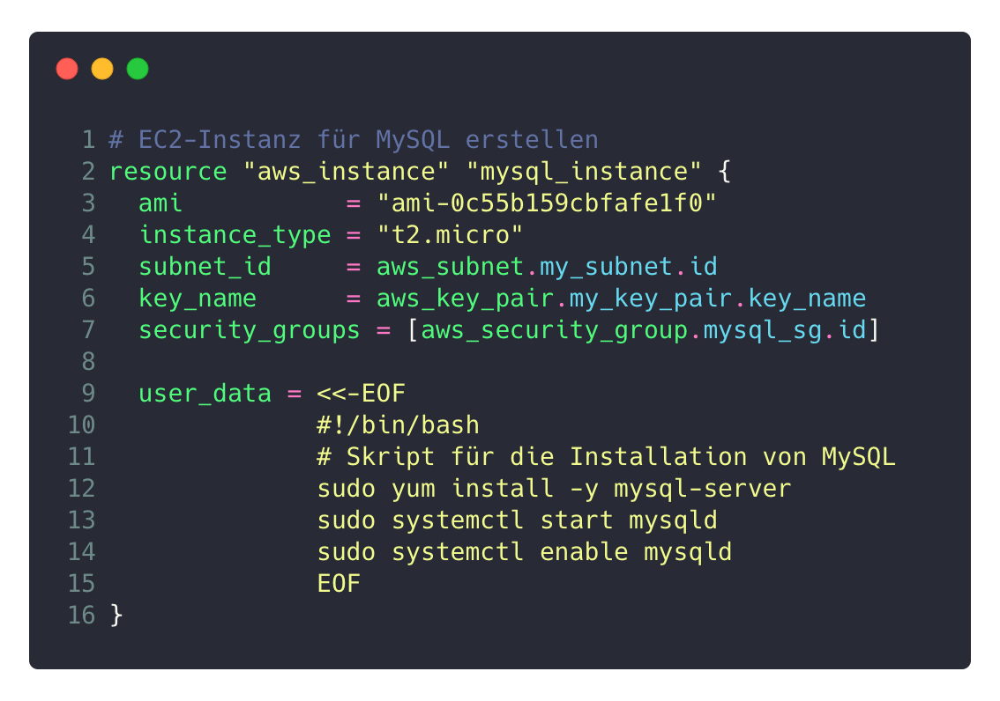 1 # EC2-Instanz für MySQL erstellen
2 resource "aws_instance" "mysql_instance" {
3   ami           = "ami-0c55b159cbfafe1f0"
4   instance_type = "t2.micro"
5   subnet_id     = aws_subnet.my_subnet.id
6   key_name      = aws_key_pair.my_key_pair.key_name
7   security_groups = [aws_security_group.mysql_sg.id]
8
9   user_data = <<-EOF
10               #!/bin/bash
11               # Skript für die Installation von MySQL
12               sudo yum install -y mysql-server
13               sudo systemctl start mysqld
14               sudo systemctl enable mysqld
15               EOF
16 }